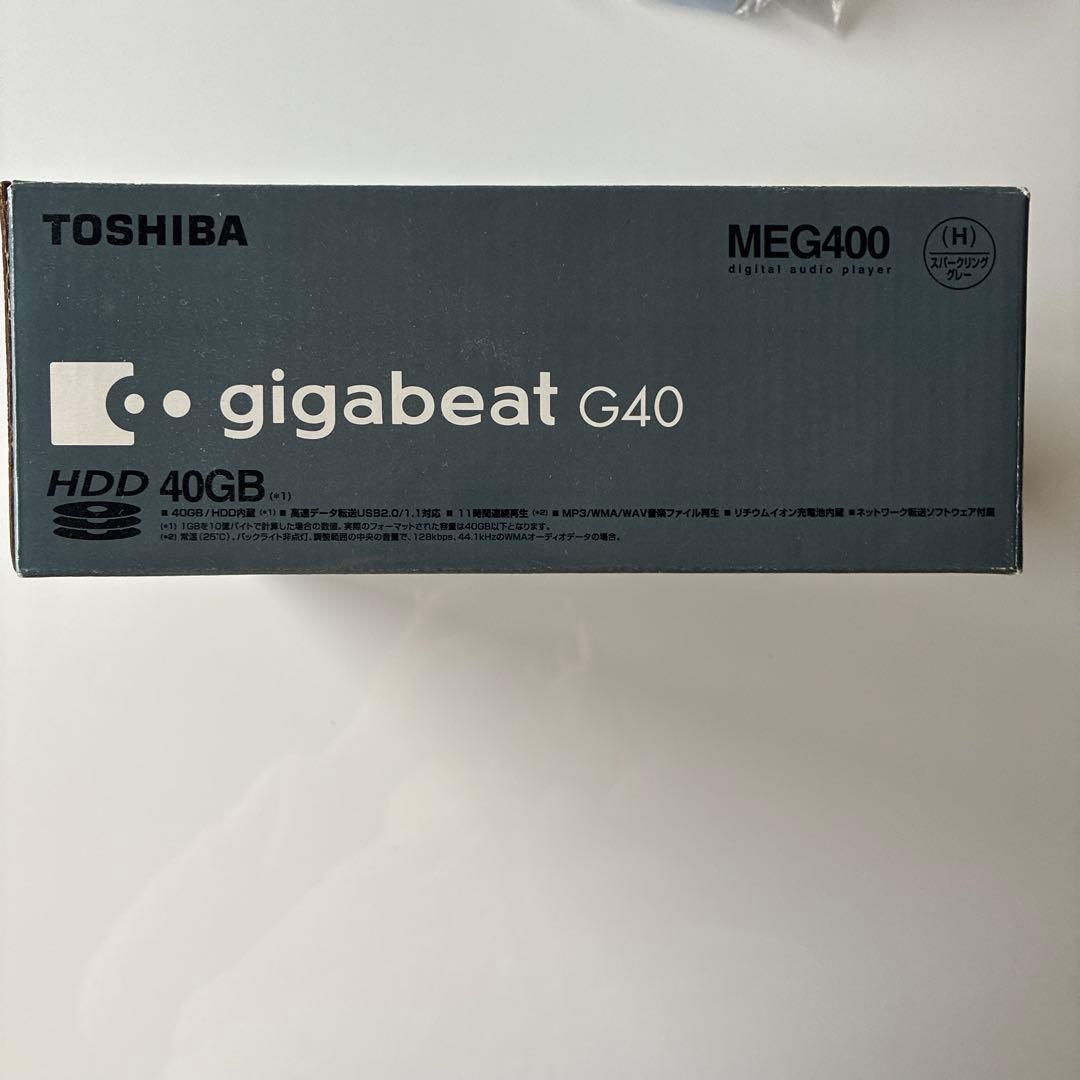 TOSHIBA
MEG400
digital audio player
(H)
スパークリング
グレー
gigabeat G40
HDD 40GB (*1)
■ 40GB/HDD内蔵 (*1) ■ 高速データ転送USB2.0/1.1対応 ■ 11時間連続再生 (*2) ■ MP3/WMA/WAV音楽ファイル再生 ■ リチウムイオン充電池内蔵 ■ネットワーク転送ソフトウェア付属
(*1) 1GBを10億バイトで計算した場合の数値。実際のフォーマットされた容量は40GB以下となります。
(*2) 常温(25℃)、バックライト非点灯、調整範囲の中央の音量で、128kbps、44.1kHzのWMAオーディオデータの場合。